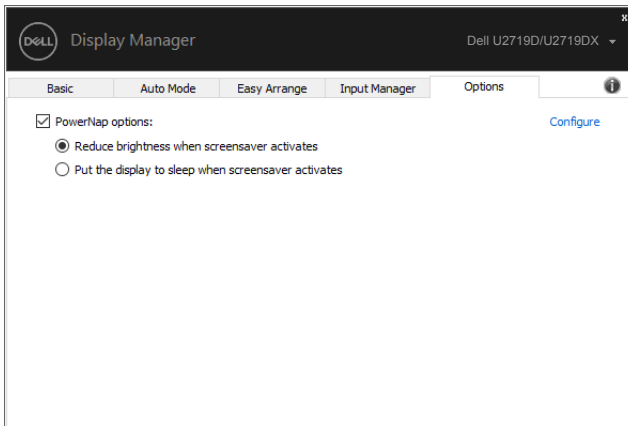 x
DELL Display Manager Dell U2719D/U2719DX
Basic Auto Mode Easy Arrange Input Manager Options i
PowerNap options: Configure
Reduce brightness when screensaver activates
Put the display to sleep when screensaver activates